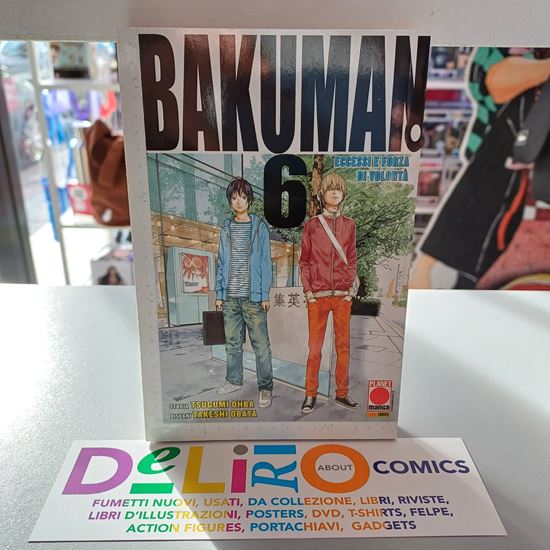 BAKUMAN.
6
ECCESSI E FORZA
DI VOLONTÀ
集英
STORIA TSUGUMI OHBA
DISEGNI TAKESHI OBATA
PLANET
manga
DeLiRiO
ABOUT
COMICS
FUMETTI NUOVI, USATI, DA COLLEZIONE, LIBRI, RIVISTE,
LIBRI D'ILLUSTRAZIONI, POSTERS, DVD, T-SHIRTS, FELPE,
ACTION FIGURES, PORTACHIAVI, GADGETS